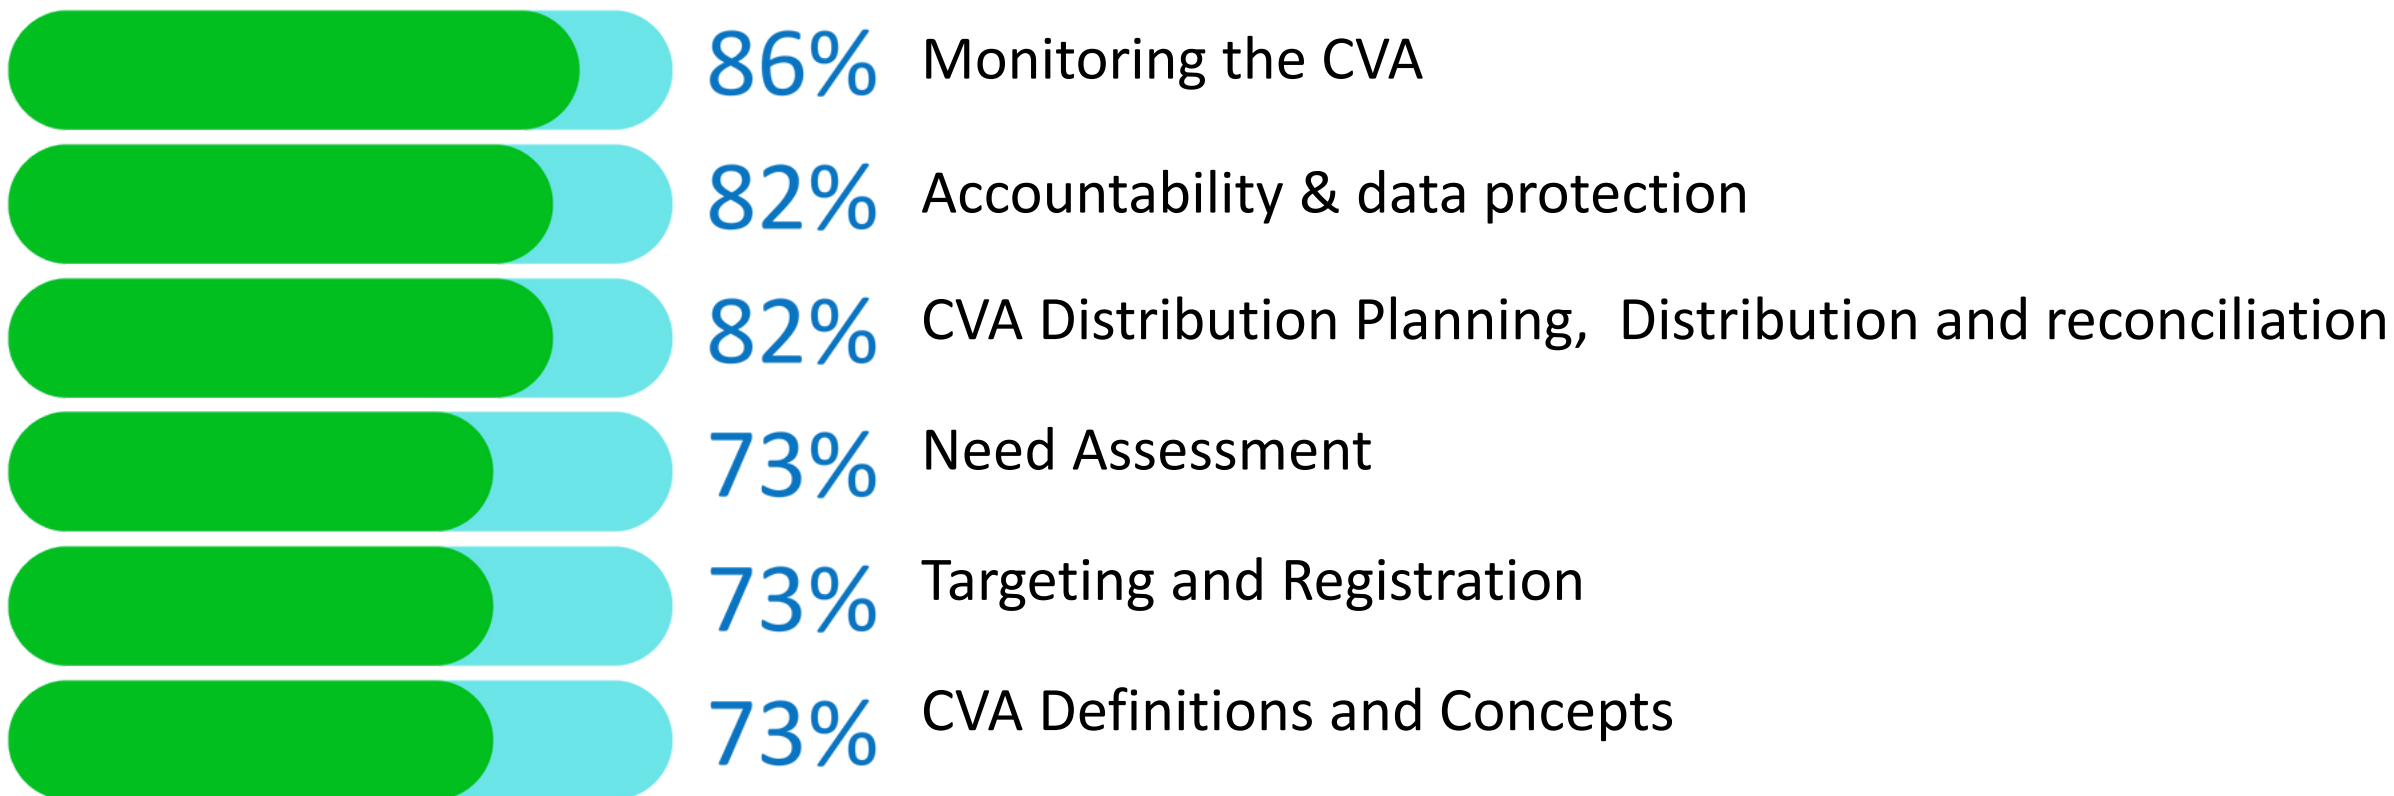 86% Monitoring the CVA
82% Accountability & data protection
82% CVA Distribution Planning,  Distribution and reconciliation
73% Need Assessment
73% Targeting and Registration
73% CVA Definitions and Concepts